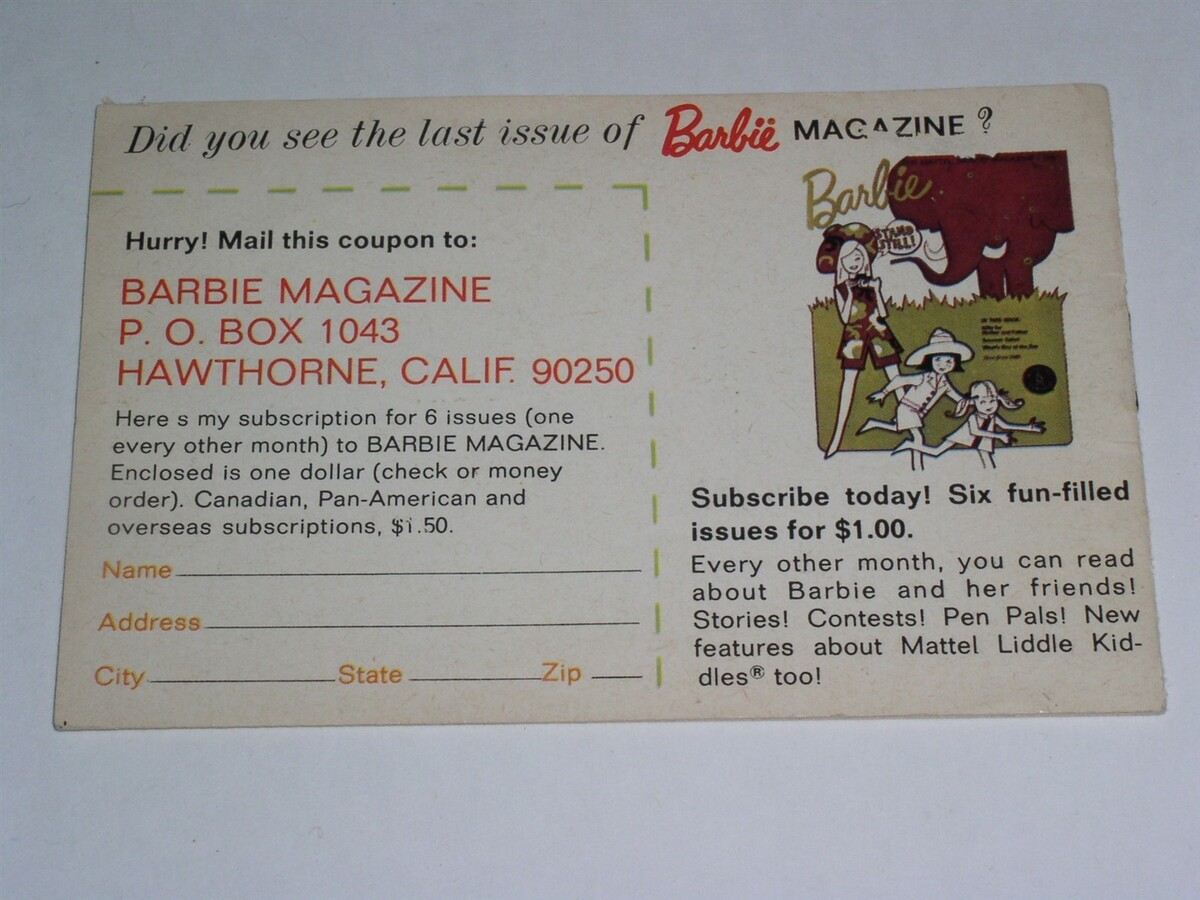 Did you see the last issue of Barbie MAGAZINE?
Hurry! Mail this coupon to:
BARBIE MAGAZINE
P. O. BOX 1043
HAWTHORNE, CALIF. 90250
Here s my subscription for 6 issues (one
every other month) to BARBIE MAGAZINE.
Enclosed is one dollar (check or money
order). Canadian, Pan-American and
overseas subscriptions, $1.50.
Name
Address
City State Zip
Barbie
STAND
STILL!
IN THIS ISSUE:
Subscribe today! Six fun-filled
issues for $1.00.
Every other month, you can read
about Barbie and her friends!
Stories! Contests! Pen Pals! New
features about Mattel Liddle Kid-
dles® too!